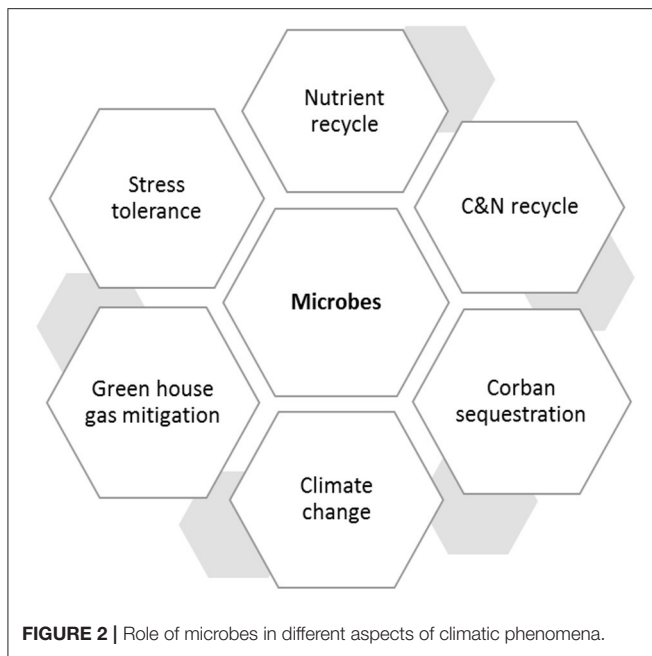 Nutrient
recycle
Stress
tolerance
C&N recycle
Microbes
Green house
gas mitigation
Corban
sequestration
Climate
change
FIGURE 2 | Role of microbes in different aspects of climatic phenomena.